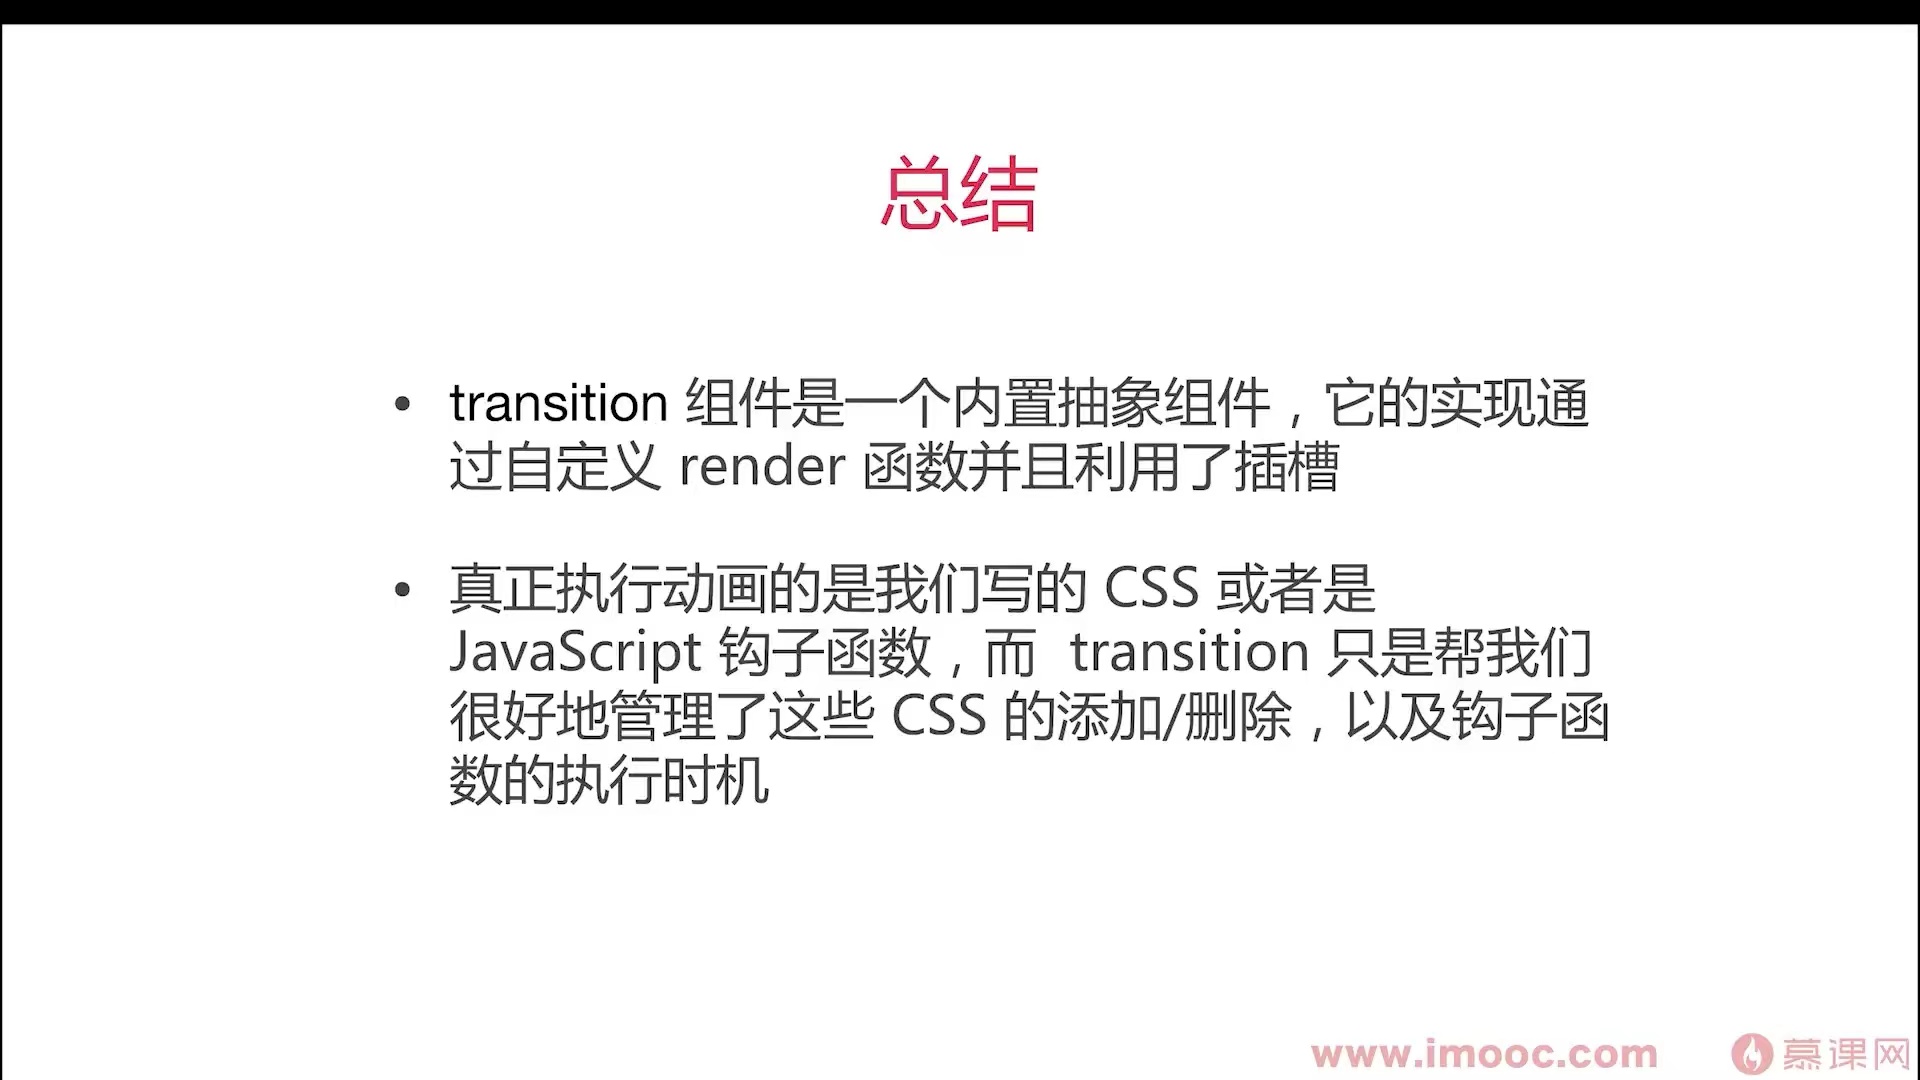 总结
• transition 组件是一个内置抽象组件，它的实现通
过自定义 render 函数并且利用了插槽
• 真正执行动画的是我们写的 CSS 或者是
JavaScript 钩子函数，而 transition 只是帮我们
很好地管理了这些 CSS 的添加/删除，以及钩子函
数的执行时机
www.imooc.com 慕课网